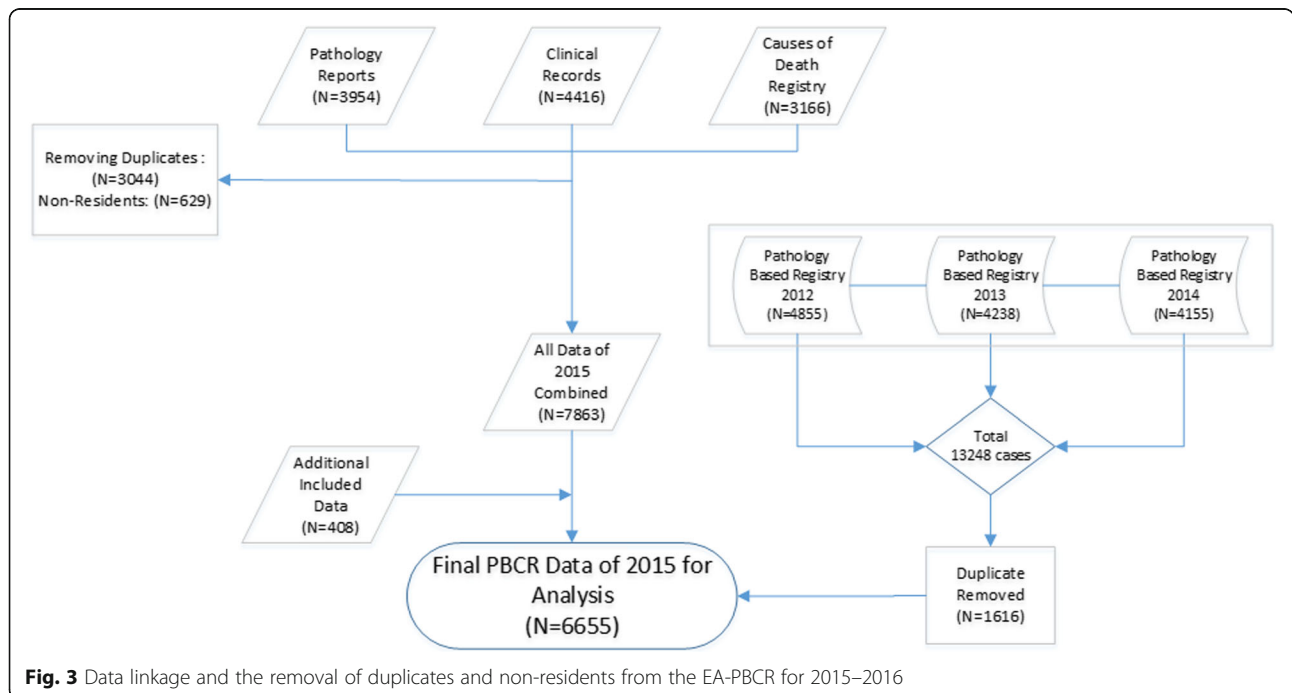 Pathology
Reports
(N=3954)
Clinical
Records
(N=4416)
Causes of
Death
Registry
(N=3166)
Removing Duplicates :
(N=3044)
Non-Residents: (N=629)
Pathology
Based Registry
2012
(N=4855)
Pathology
Based Registry
2013
(N=4238)
Pathology
Based Registry
2014
(N=4155)
All Data of
2015
Combined
(N=7863)
Total
13248 cases
Additional
Included
Data
(N=408)
Final PBCR Data of 2015 for
Analysis
(N=6655)
Duplicate
Removed
(N=1616)
Fig. 3 Data linkage and the removal of duplicates and non-residents from the EA-PBCR for 2015–2016